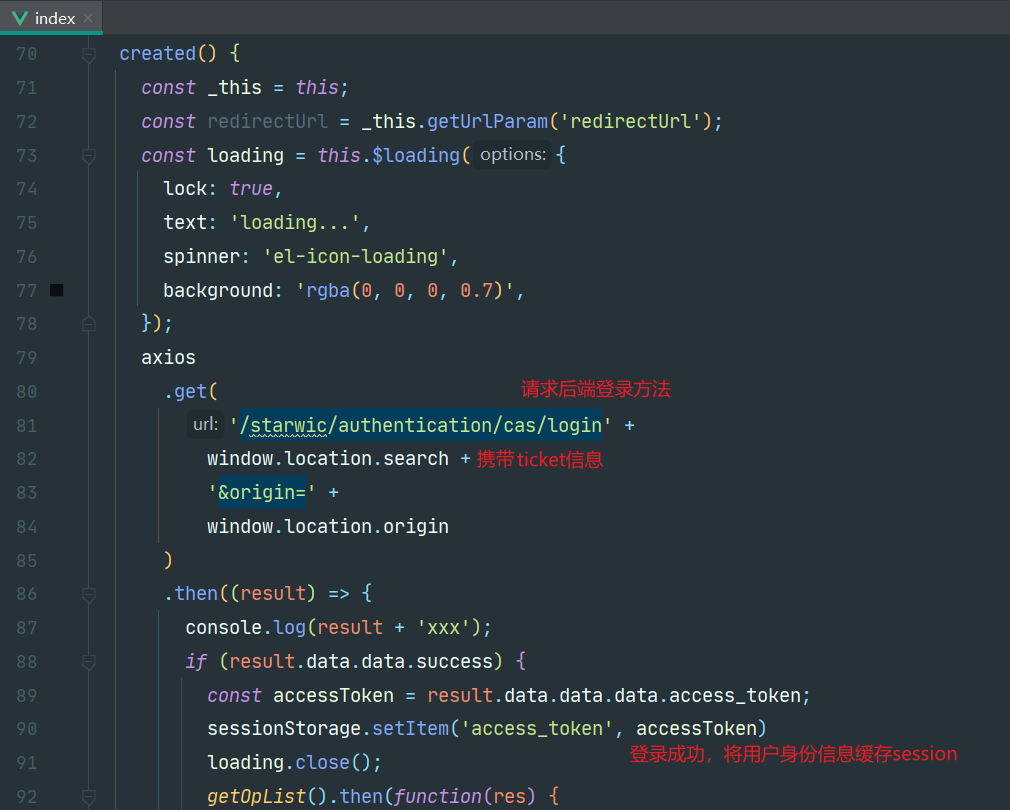 index
70 created() {
71 const _this = this;
72 const redirectUrl = _this.getUrlParam('redirectUrl');
73 const loading = this.$loading( options: {
74 lock: true,
75 text: 'loading...',
76 spinner: 'el-icon-loading',
77 background: 'rgba(0, 0, 0, 0.7)',
78 });
79 axios
80 .get( 请求后端登录方法
81 url: '/starwic/authentication/cas/login' +
82 window.location.search + 携带ticket信息
83 '&origin=' +
84 window.location.origin
85 )
86 .then((result) => {
87 console.log(result + 'xxx');
88 if (result.data.data.success) {
89 const accessToken = result.data.data.data.access_token;
90 sessionStorage.setItem('access_token', accessToken)
91 loading.close(); 登录成功，将用户身份信息缓存session
92 getOpList().then(function(res) {